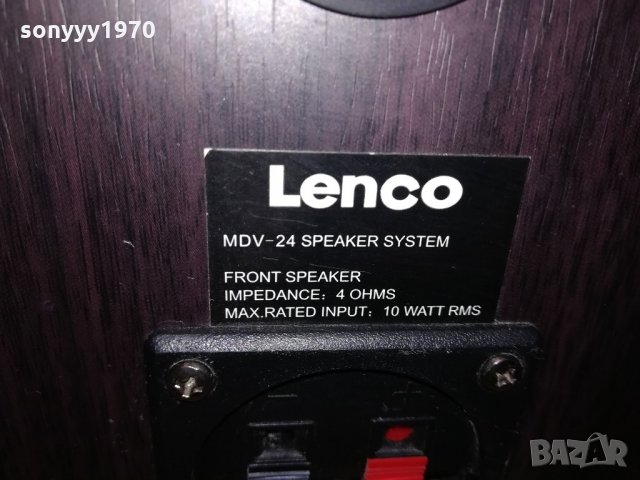 sonyyy1970
Lenco
MDV-24 SPEAKER SYSTEM
FRONT SPEAKER
IMPEDANCE: 4 OHMS
MAX.RATED INPUT: 10 WATT RMS
BAZAR